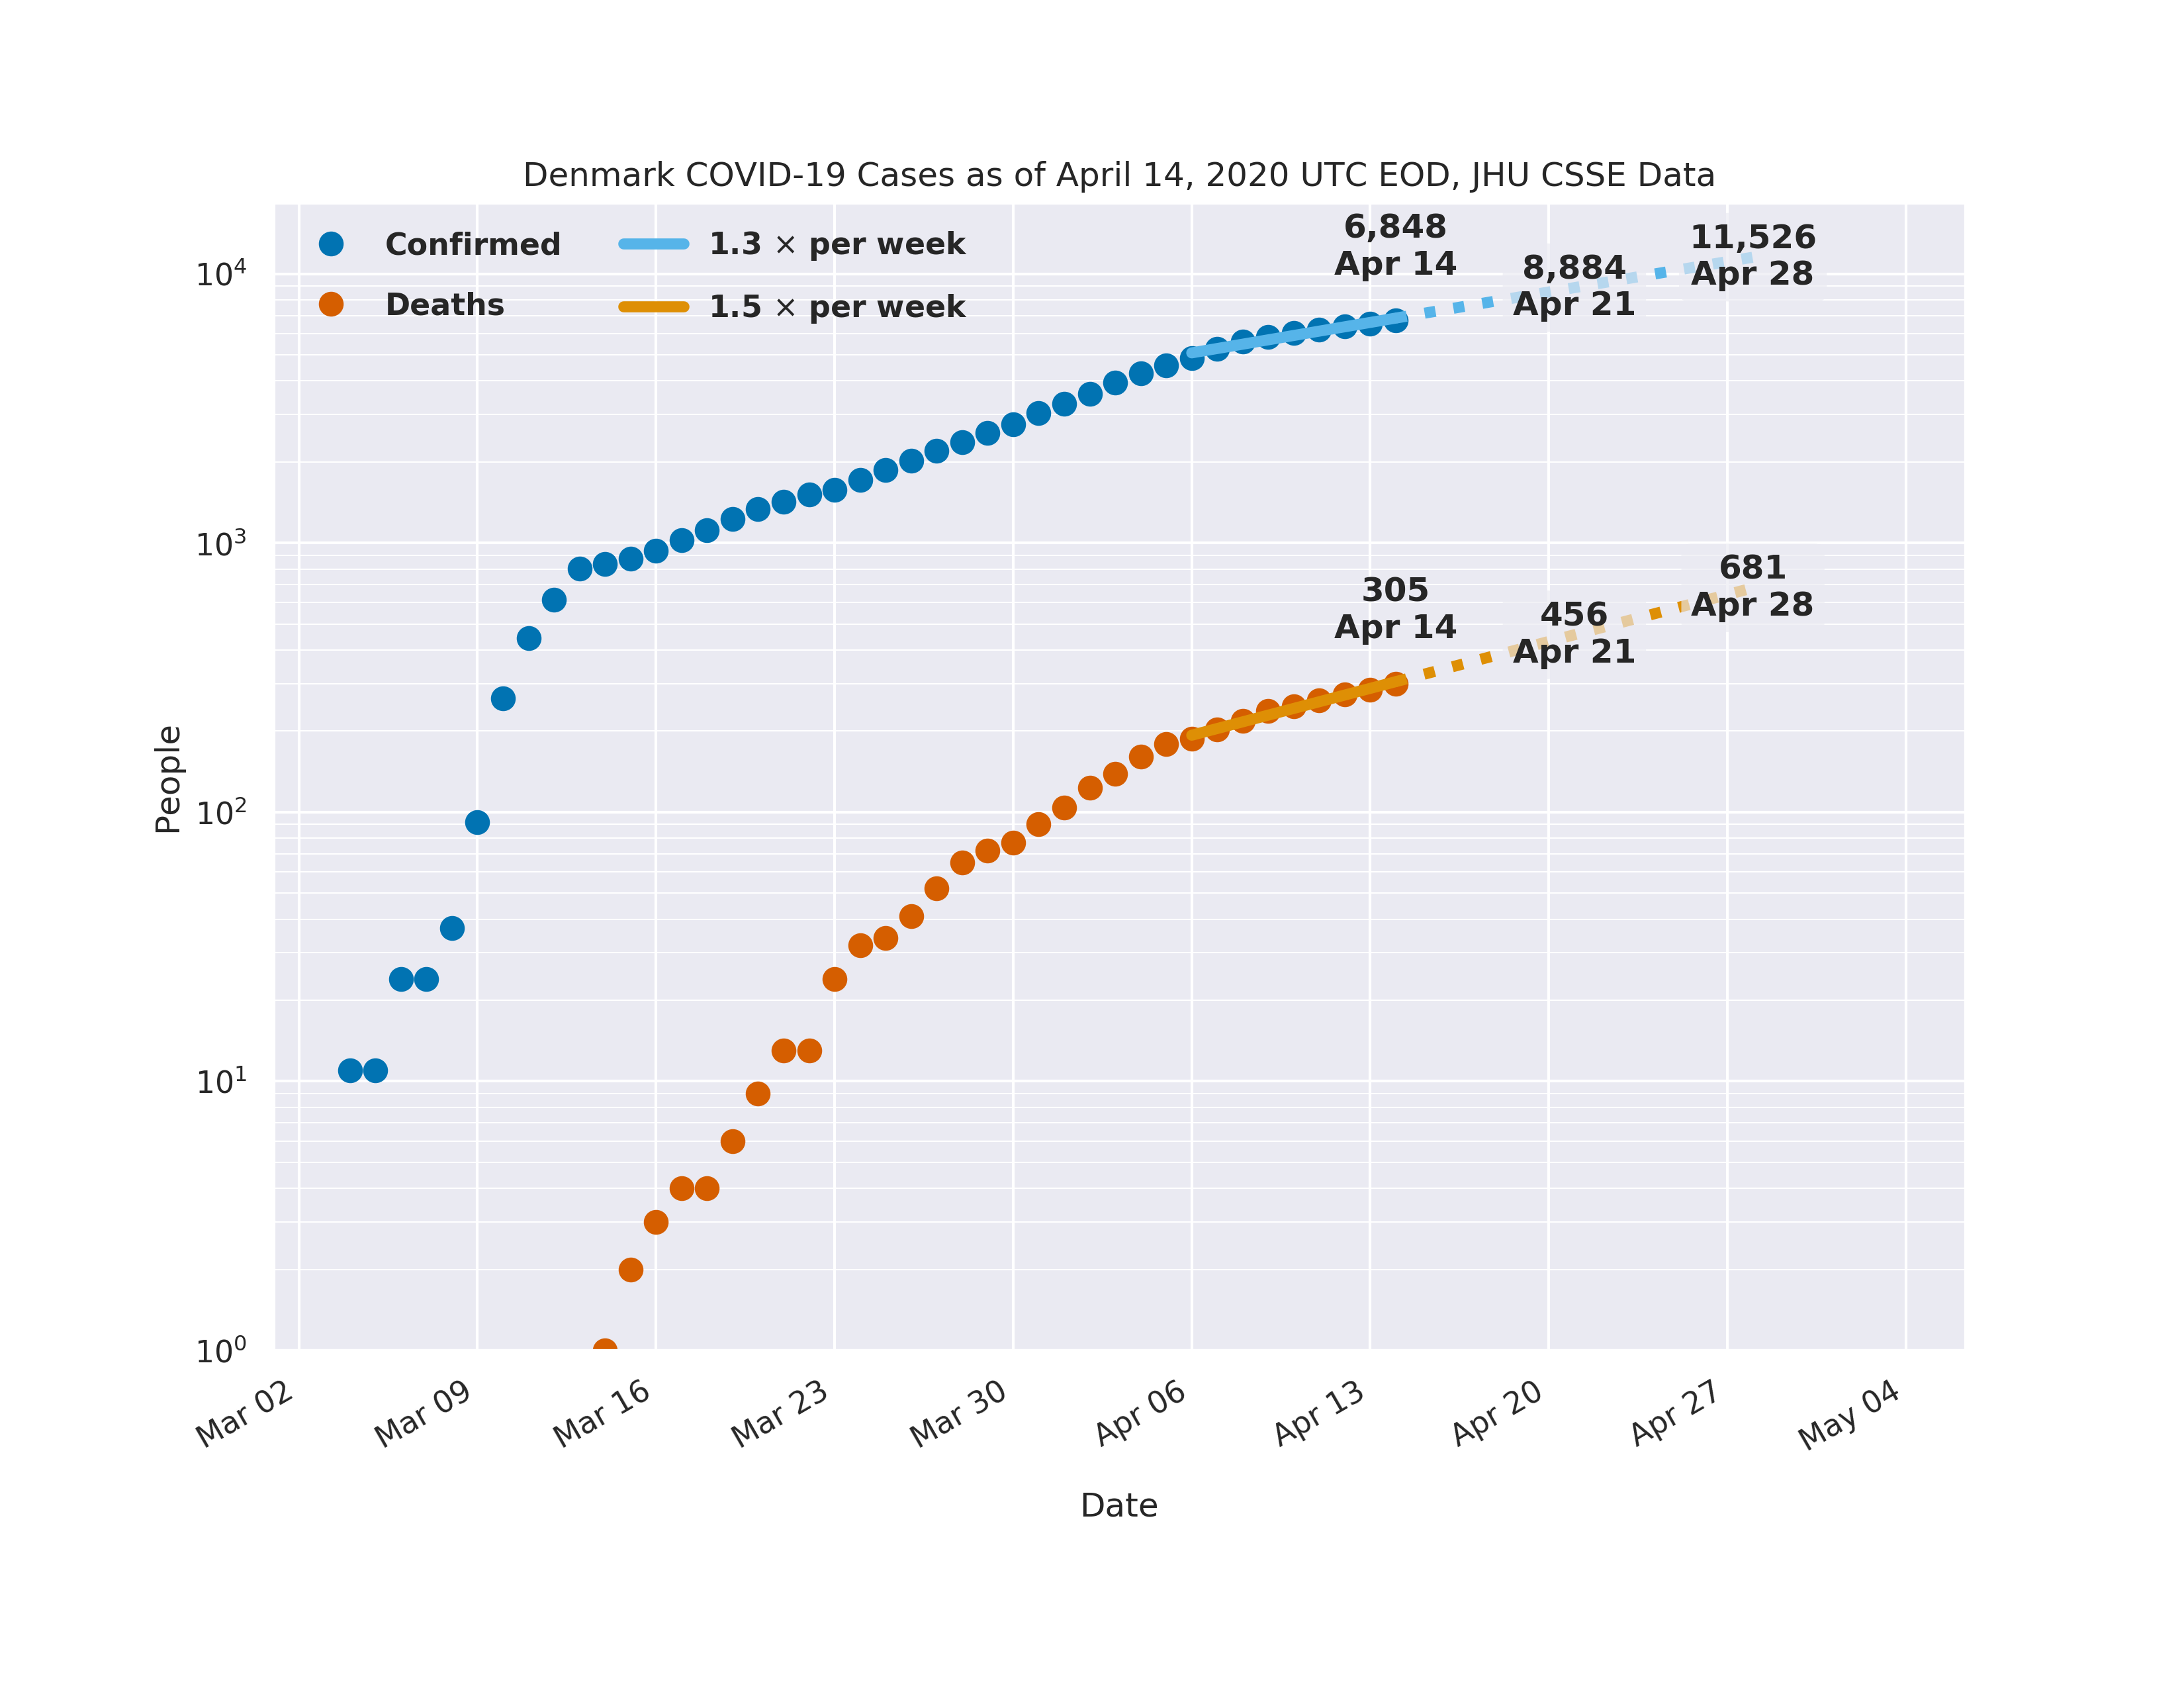 Denmark COVID-19 Cases as of April 14, 2020 UTC EOD, JHU CSSE Data
Confirmed
Deaths
1.3 × per week
1.5 × per week
6,848
Apr 14
8,884
Apr 21
11,526
Apr 28
305
Apr 14
456
Apr 21
681
Apr 28
People
10⁴
10³
10²
10¹
10⁰
Mar 02
Mar 09
Mar 16
Mar 23
Mar 30
Apr 06
Apr 13
Apr 20
Apr 27
May 04
Date